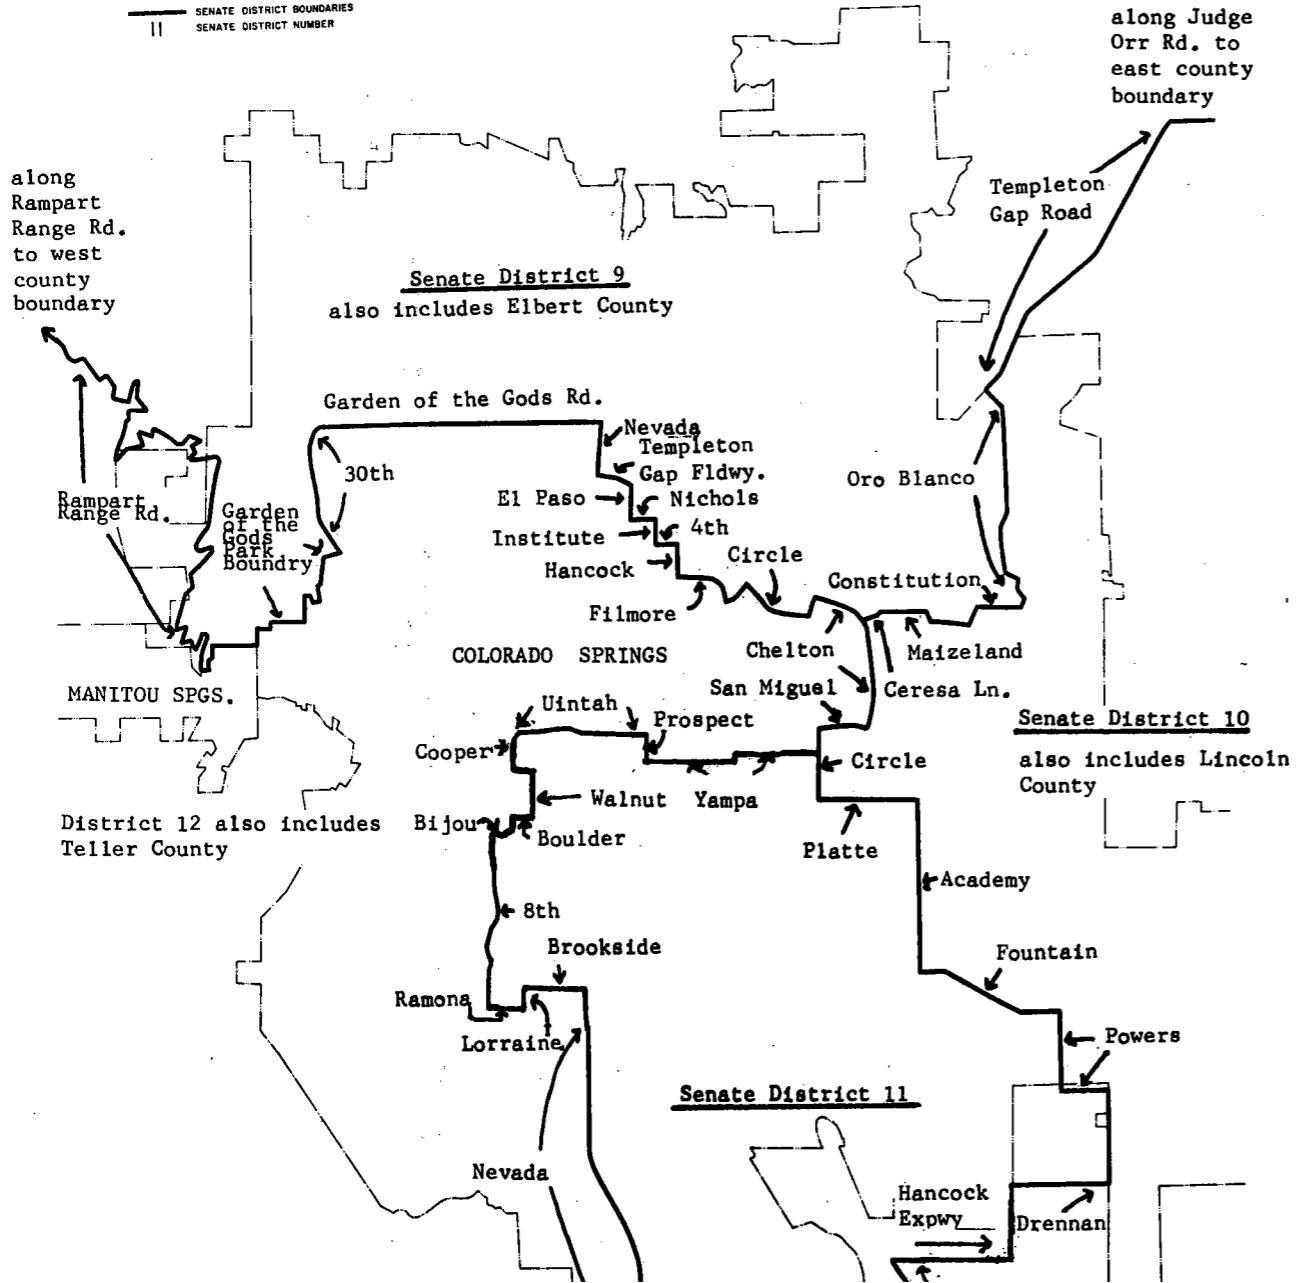 SENATE DISTRICT BOUNDARIES
11 SENATE DISTRICT NUMBER
along Judge
Orr Rd. to
east county
boundary
along
Rampart
Range Rd.
to west
county
boundary
Templeton
Gap Road
Senate District 9
also includes Elbert County
Garden of the Gods Rd.
Nevada
Templeton
Gap Fldwy.
30th
Oro Blanco
El Paso
Nichols
Rampart
Range Rd.
Garden
of the
Gods
Park
Boundry
Institute
4th
Hancock
Circle
Constitution
Filmore
COLORADO SPRINGS
Chelton
Maizeland
MANITOU SPGS.
San Miguel
Ceresa Ln.
Uintah
Prospect
Senate District 10
also includes Lincoln
County
Cooper
Circle
Walnut
Yampa
District 12 also includes
Teller County
Bijou
Boulder
Platte
Academy
8th
Brookside
Fountain
Ramona
Lorraine
Powers
Senate District 11
Nevada
Hancock
Expwy
Drennan